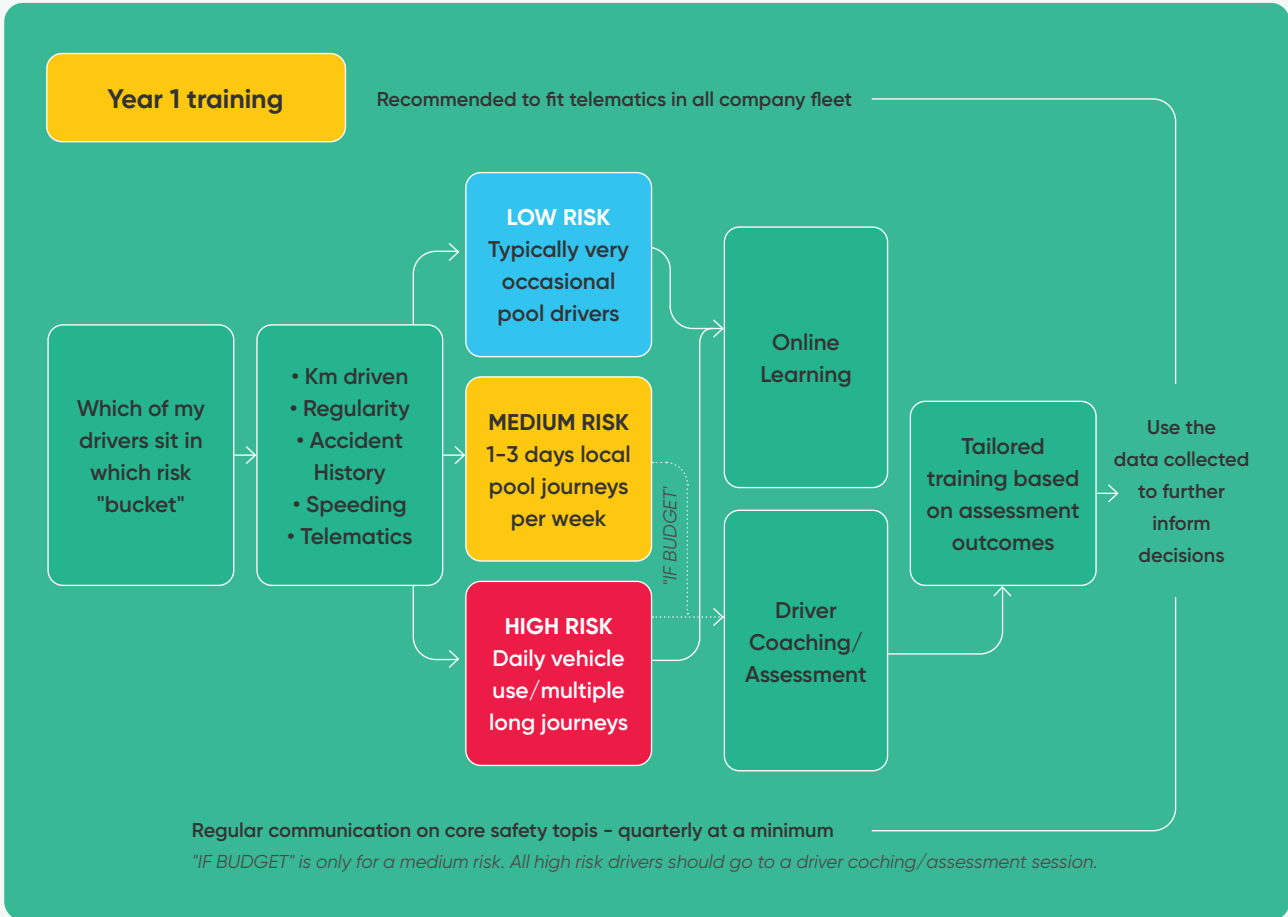 Year 1 training
Recommended to fit telematics in all company fleet
Which of my
drivers sit in
which risk
"bucket"
• Km driven
• Regularity
• Accident
History
• Speeding
• Telematics
LOW RISK
Typically very
occasional
pool drivers
MEDIUM RISK
1-3 days local
pool journeys
per week
HIGH RISK
Daily vehicle
use/multiple
long journeys
"IF BUDGET'
Online
Learning
Driver
Coaching/
Assessment
Tailored
training based
on assessment
outcomes
Use the
data collected
to further
inform
decisions
Regular communication on core safety topis - quarterly at a minimum
"IF BUDGET" is only for a medium risk. All high risk drivers should go to a driver coching/assessment session.